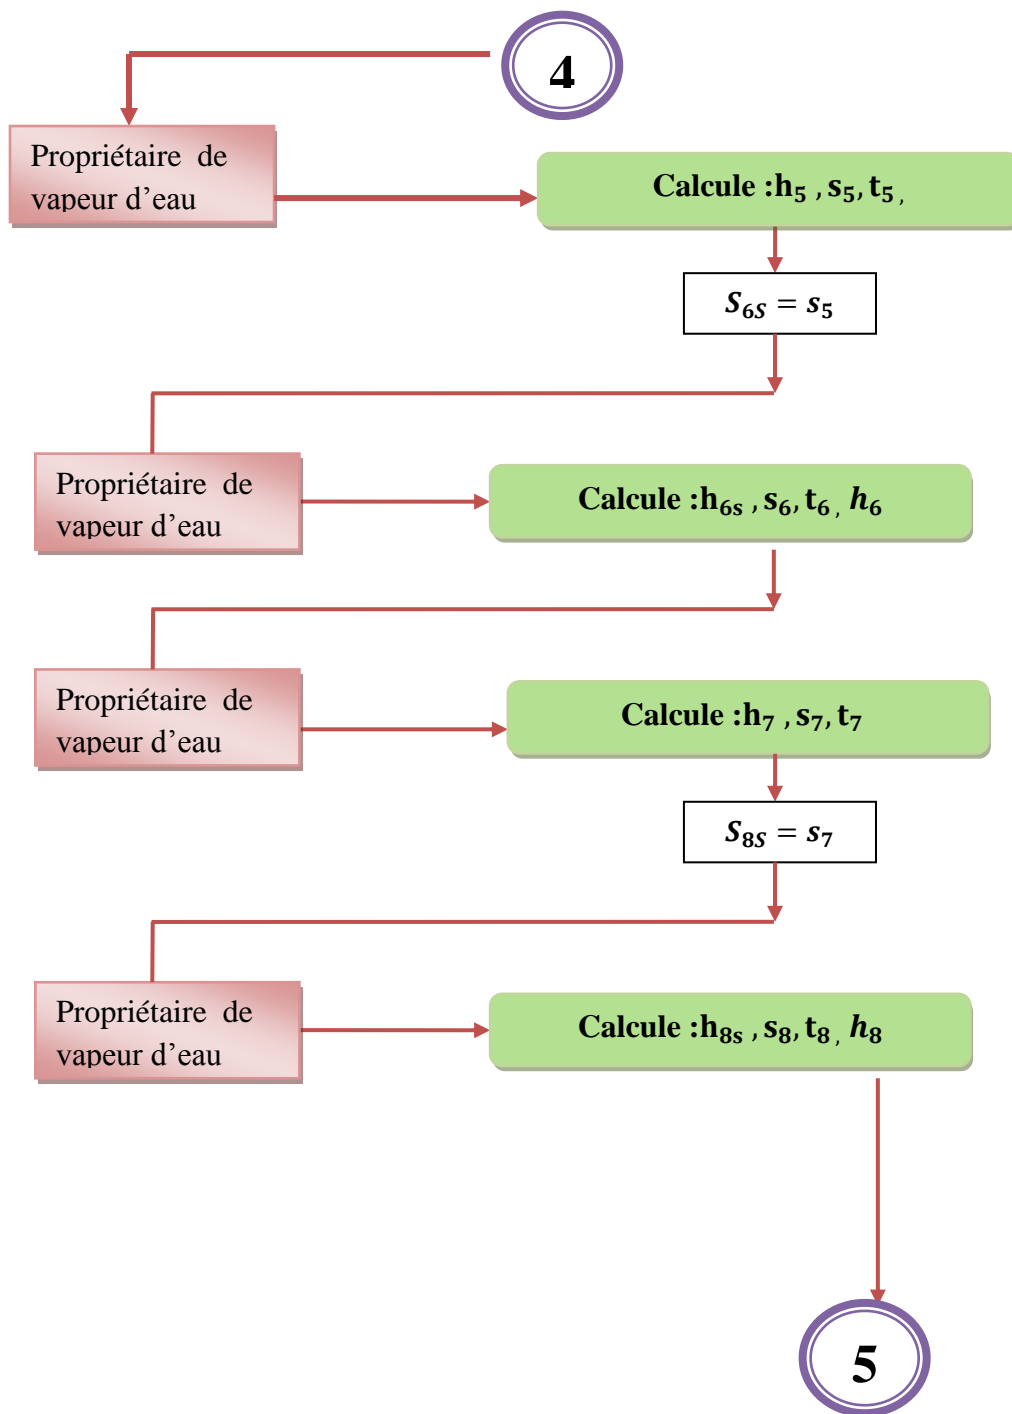 4
Propriétaire de
vapeur d'eau
Calcule :h₅ , s₅, t₅ ,
S₆S = s₅
Propriétaire de
vapeur d'eau
Calcule :h₆s , s₆, t₆ , h₆
Propriétaire de
vapeur d'eau
Calcule :h₇ , s₇, t₇
S₈S = s₇
Propriétaire de
vapeur d'eau
Calcule :h₈s , s₈, t₈ , h₈
5